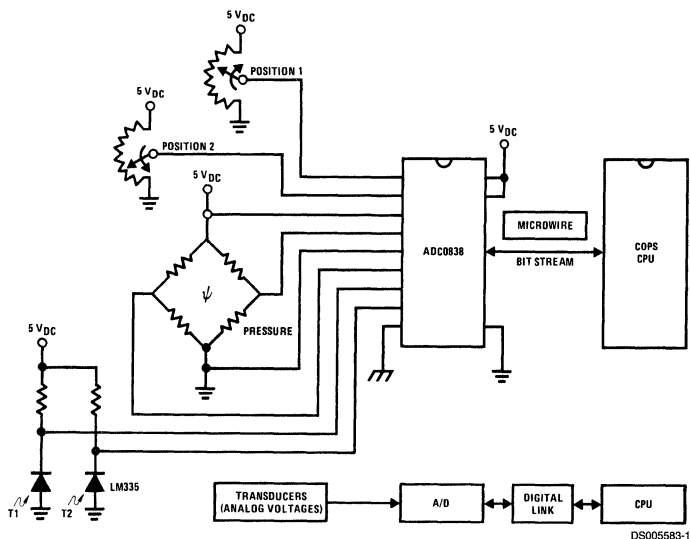 5 VDC
POSITION 1
5 VDC
POSITION 2
5 VDC
5 VDC
ADC0838
MICROWIRE
BIT STREAM
COPS
CPU
ψ
PRESSURE
5 VDC
LM335
T1
T2
TRANSDUCERS
(ANALOG VOLTAGES)
A/D
DIGITAL
LINK
CPU
DS005583-1